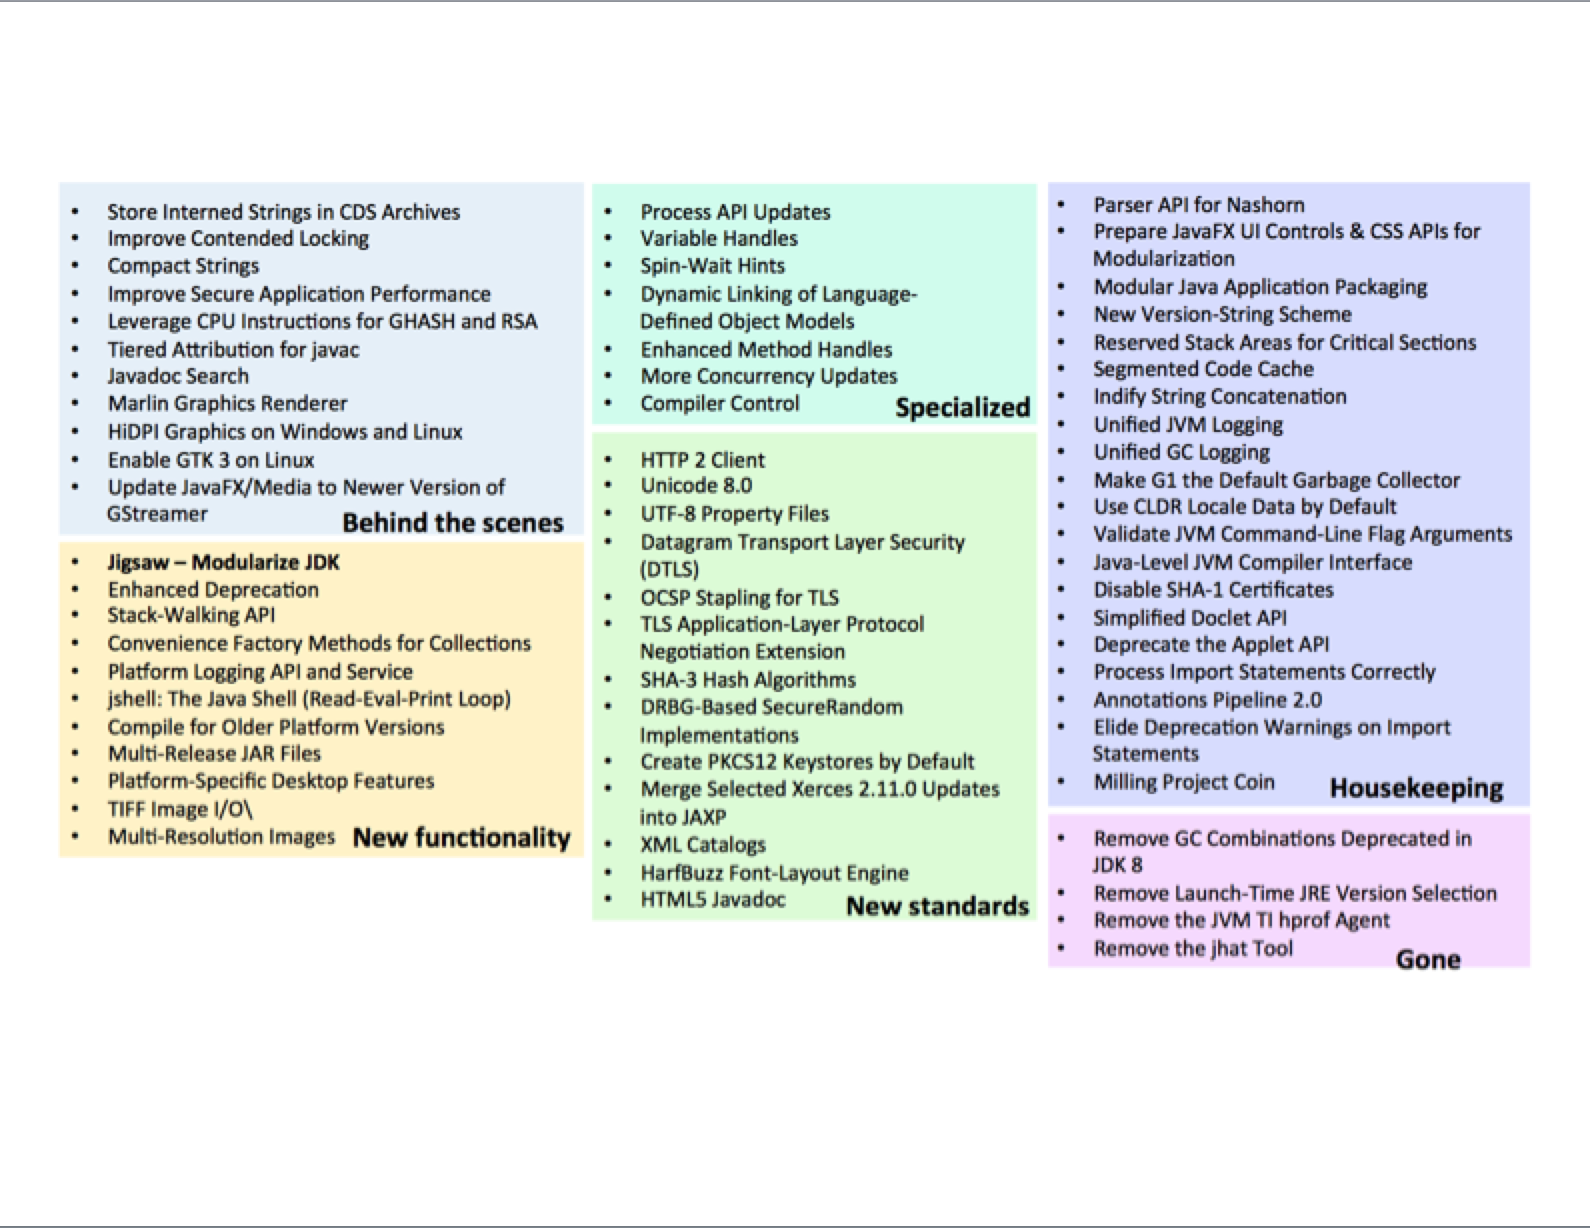 • Store Interned Strings in CDS Archives
• Improve Contended Locking
• Compact Strings
• Improve Secure Application Performance
• Leverage CPU Instructions for GHASH and RSA
• Tiered Attribution for javac
• Javadoc Search
• Marlin Graphics Renderer
• HiDPI Graphics on Windows and Linux
• Enable GTK 3 on Linux
• Update JavaFX/Media to Newer Version of
GStreamer
Behind the scenes
• Jigsaw – Modularize JDK
• Enhanced Deprecation
• Stack-Walking API
• Convenience Factory Methods for Collections
• Platform Logging API and Service
• jshell: The Java Shell (Read-Eval-Print Loop)
• Compile for Older Platform Versions
• Multi-Release JAR Files
• Platform-Specific Desktop Features
• TIFF Image I/O\
• Multi-Resolution Images
New functionality
• Process API Updates
• Variable Handles
• Spin-Wait Hints
• Dynamic Linking of Language-
Defined Object Models
• Enhanced Method Handles
• More Concurrency Updates
• Compiler Control
Specialized
• HTTP 2 Client
• Unicode 8.0
• UTF-8 Property Files
• Datagram Transport Layer Security
(DTLS)
• OCSP Stapling for TLS
• TLS Application-Layer Protocol
Negotiation Extension
• SHA-3 Hash Algorithms
• DRBG-Based SecureRandom
Implementations
• Create PKCS12 Keystores by Default
• Merge Selected Xerces 2.11.0 Updates
into JAXP
• XML Catalogs
• HarfBuzz Font-Layout Engine
• HTML5 Javadoc
New standards
• Parser API for Nashorn
• Prepare JavaFX UI Controls & CSS APIs for
Modularization
• Modular Java Application Packaging
• New Version-String Scheme
• Reserved Stack Areas for Critical Sections
• Segmented Code Cache
• Indify String Concatenation
• Unified JVM Logging
• Unified GC Logging
• Make G1 the Default Garbage Collector
• Use CLDR Locale Data by Default
• Validate JVM Command-Line Flag Arguments
• Java-Level JVM Compiler Interface
• Disable SHA-1 Certificates
• Simplified Doclet API
• Deprecate the Applet API
• Process Import Statements Correctly
• Annotations Pipeline 2.0
• Elide Deprecation Warnings on Import
Statements
• Milling Project Coin
Housekeeping
• Remove GC Combinations Deprecated in
JDK 8
• Remove Launch-Time JRE Version Selection
• Remove the JVM TI hprof Agent
• Remove the jhat Tool
Gone